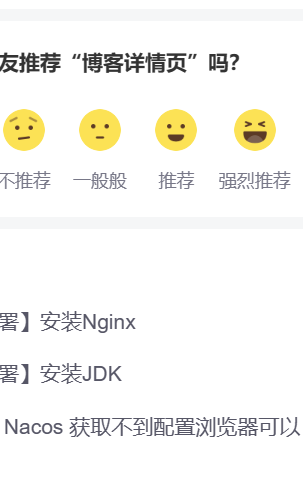 友推荐“博客详情页”吗?
不推荐 一般般 推荐 强烈推荐
署】安装Nginx
署】安装JDK
Nacos 获取不到配置浏览器可以